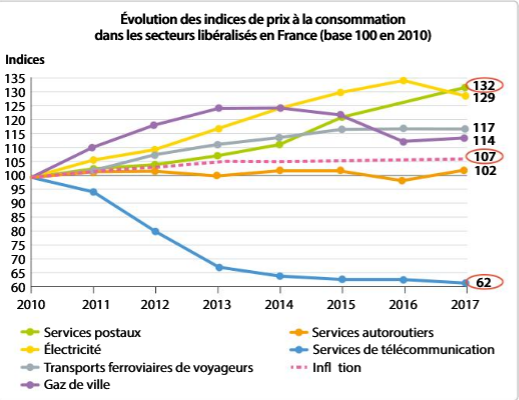 Évolution des indices de prix à la consommation
dans les secteurs libéralisés en France (base 100 en 2010)
Indices
135
130
125
120
115
110
105
100
95
90
85
80
75
70
65
60
132
129
117
114
107
102
62
2010 2011 2012 2013 2014 2015 2016 2017
Services postaux
Électricité
Transports ferroviaires de voyageurs
Gaz de ville
Services autoroutiers
Services de télécommunication
Infl tion